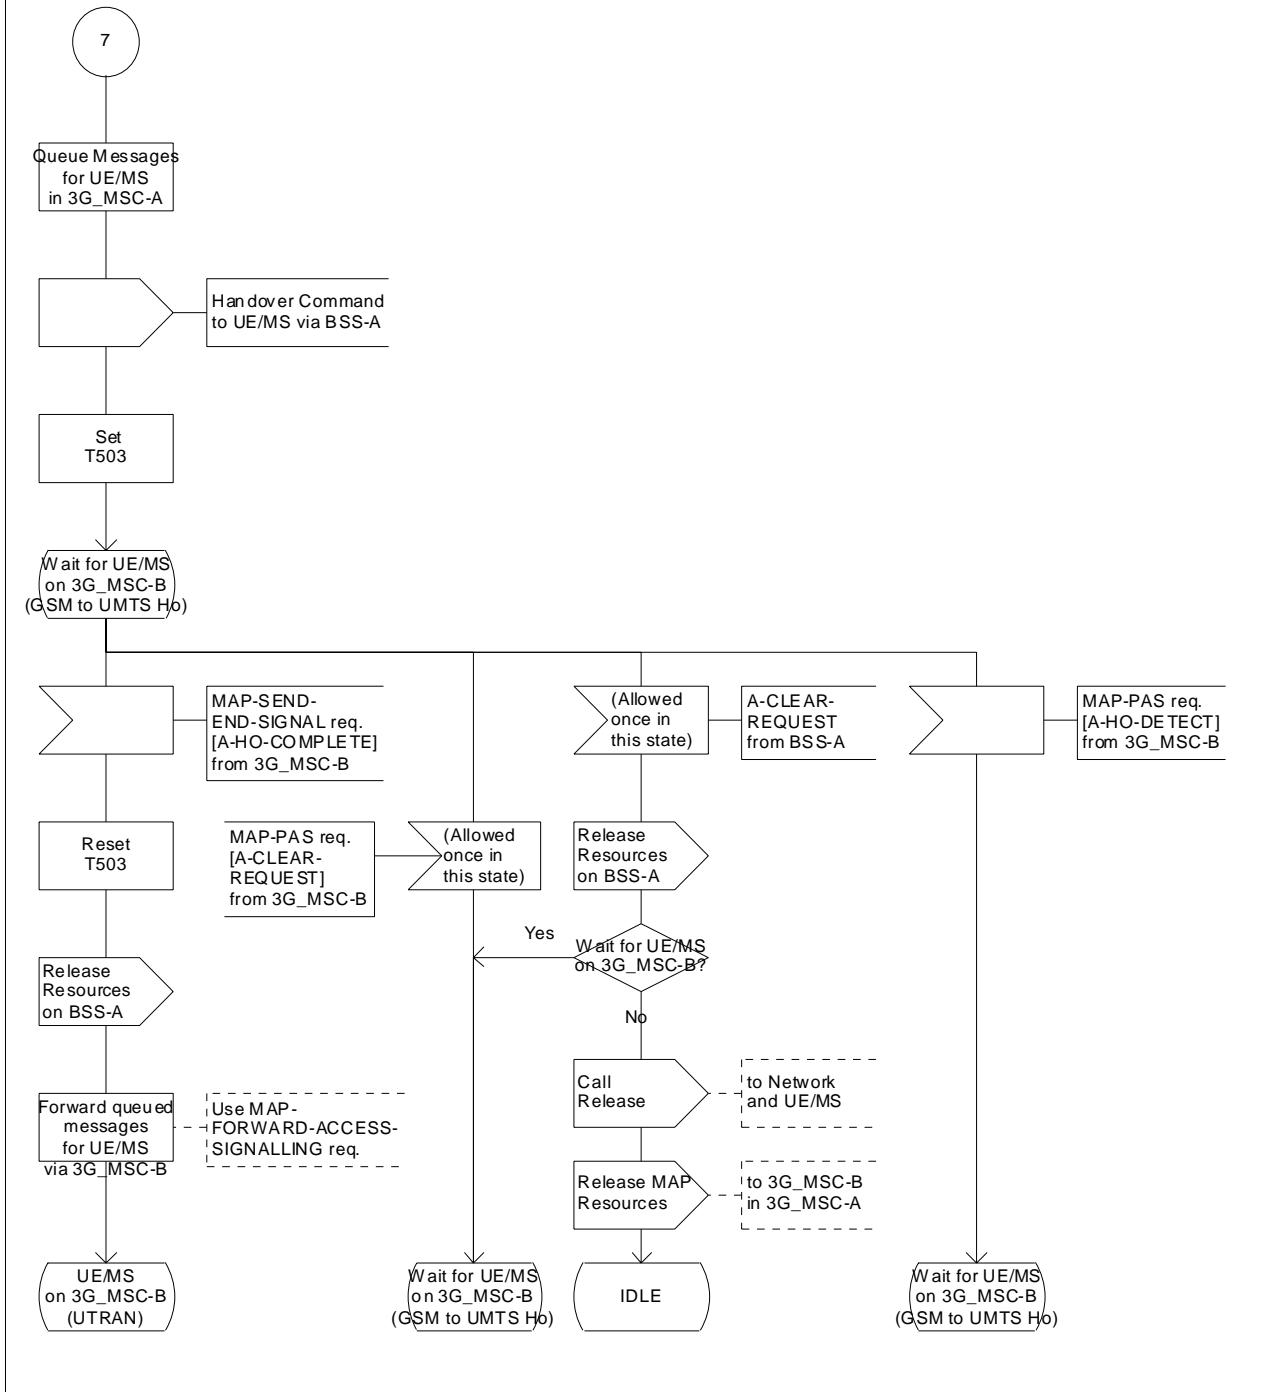 7
Queue Messages
for UE/MS
in 3G_MSC-A
Handover Command
to UE/MS via BSS-A
Set
T503
Wait for UE/MS
on 3G_MSC-B
(GSM to UMTS Ho)
MAP-SEND-
END-SIGNAL req.
[A-HO-COMPLETE]
from 3G_MSC-B
(Allowed
once in
this state)
A-CLEAR-
REQUEST
from BSS-A
MAP-PAS req.
[A-HO-DETECT]
from 3G_MSC-B
Reset
T503
MAP-PAS req.
[A-CLEAR-
REQUEST]
from 3G_MSC-B
(Allowed
once in
this state)
Release
Resources
on BSS-A
Yes
Wait for UE/MS
on 3G_MSC-B?
No
Release
Resources
on BSS-A
Call
Release
to Network
and UE/MS
Forward queued
messages
for UE/MS
via 3G_MSC-B
Use MAP-
FORWARD-ACCESS-
SIGNALLING req.
Release MAP
Resources
to 3G_MSC-B
in 3G_MSC-A
UE/MS
on 3G_MSC-B
(UTRAN)
Wait for UE/MS
on 3G_MSC-B
(GSM to UMTS Ho)
IDLE
Wait for UE/MS
on 3G_MSC-B
(GSM to UMTS Ho)